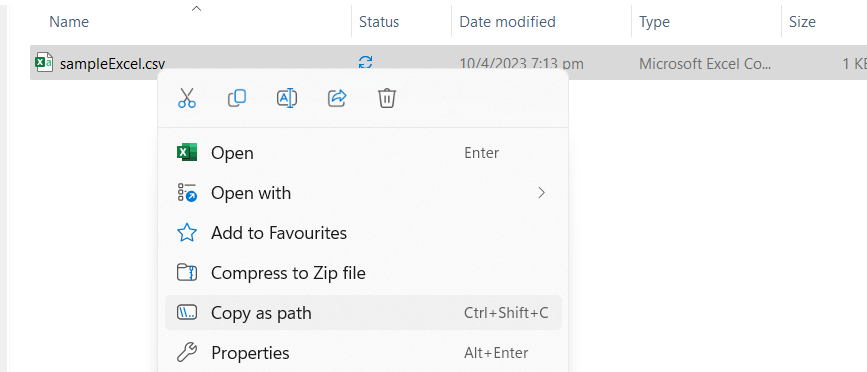 Name Status Date modified Type Size
sampleExcel.csv 10/4/2023 7:13 pm Microsoft Excel Co... 1 KB
Open Enter
Open with
Add to Favourites
Compress to Zip file
Copy as path Ctrl+Shift+C
Properties Alt+Enter